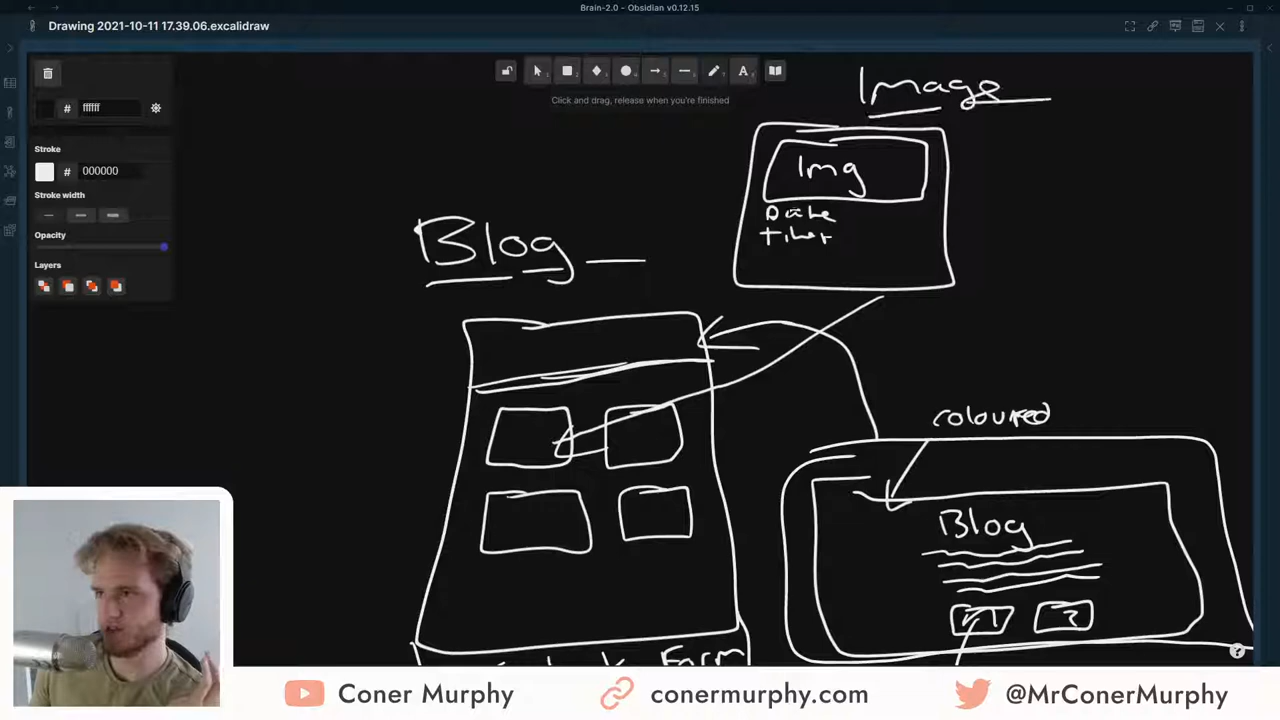 Brain-2.0 - Obsidian v0.12.15
Drawing 2021-10-11 17.39.06.excalidraw
Click and drag, release when you're finished
# ffffff
Stroke
# 000000
Stroke width
Opacity
Layers
Image
Img
Date
Blog
coloured
Blog
Form
Coner Murphy
conermurphy.com
@MrConerMurphy